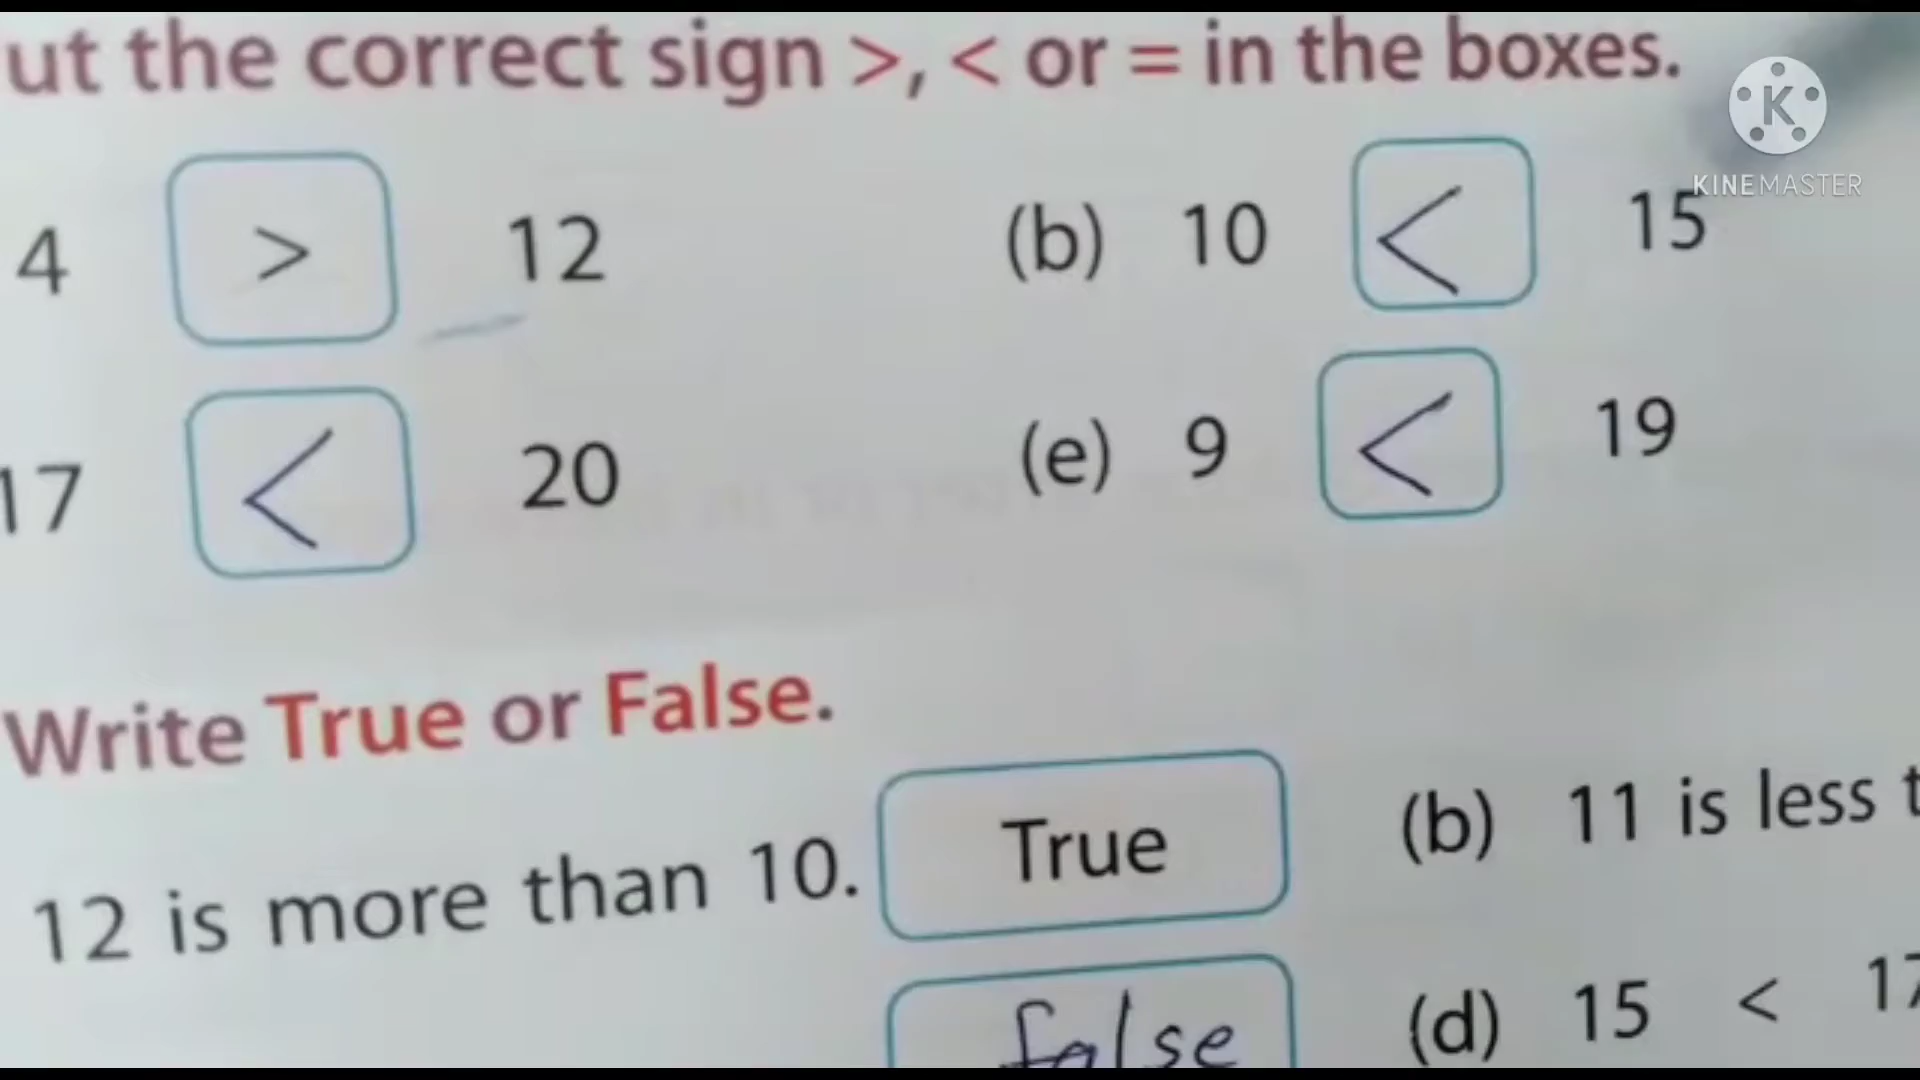 ut the correct sign >, < or = in the boxes.
4 > 12 (b) 10 < 15
17 < 20 (e) 9 < 19
Write True or False.
12 is more than 10. True (b) 11 is less t
false (d) 15 < 17
KINEMASTER